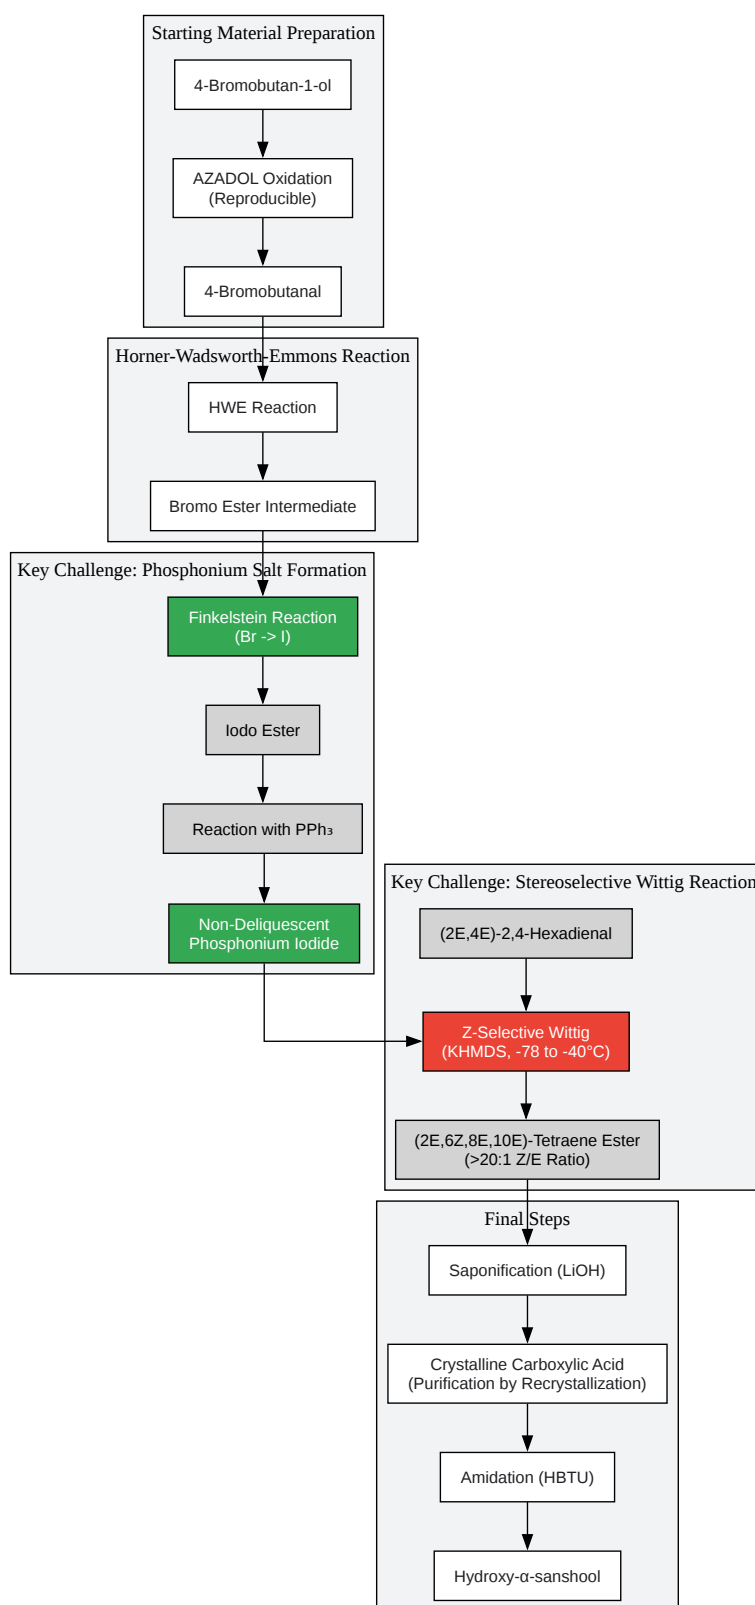 Starting Material Preparation
4-Bromobutan-1-ol
AZADOL Oxidation
(Reproducible)
4-Bromobutanal
Horner-Wadsworth-Emmons Reaction
HWE Reaction
Bromo Ester Intermediate
Key Challenge: Phosphonium Salt Formation
Finkelstein Reaction
(Br -> I)
Iodo Ester
Reaction with PPh₃
Non-Deliquescent
Phosphonium Iodide
Key Challenge: Stereoselective Wittig Reaction
(2E,4E)-2,4-Hexadienal
Z-Selective Wittig
(KHMDS, -78 to -40°C)
(2E,6Z,8E,10E)-Tetraene Ester
(>20:1 Z/E Ratio)
Final Steps
Saponification (LiOH)
Crystalline Carboxylic Acid
(Purification by Recrystallization)
Amidation (HBTU)
Hydroxy-α-sanshool